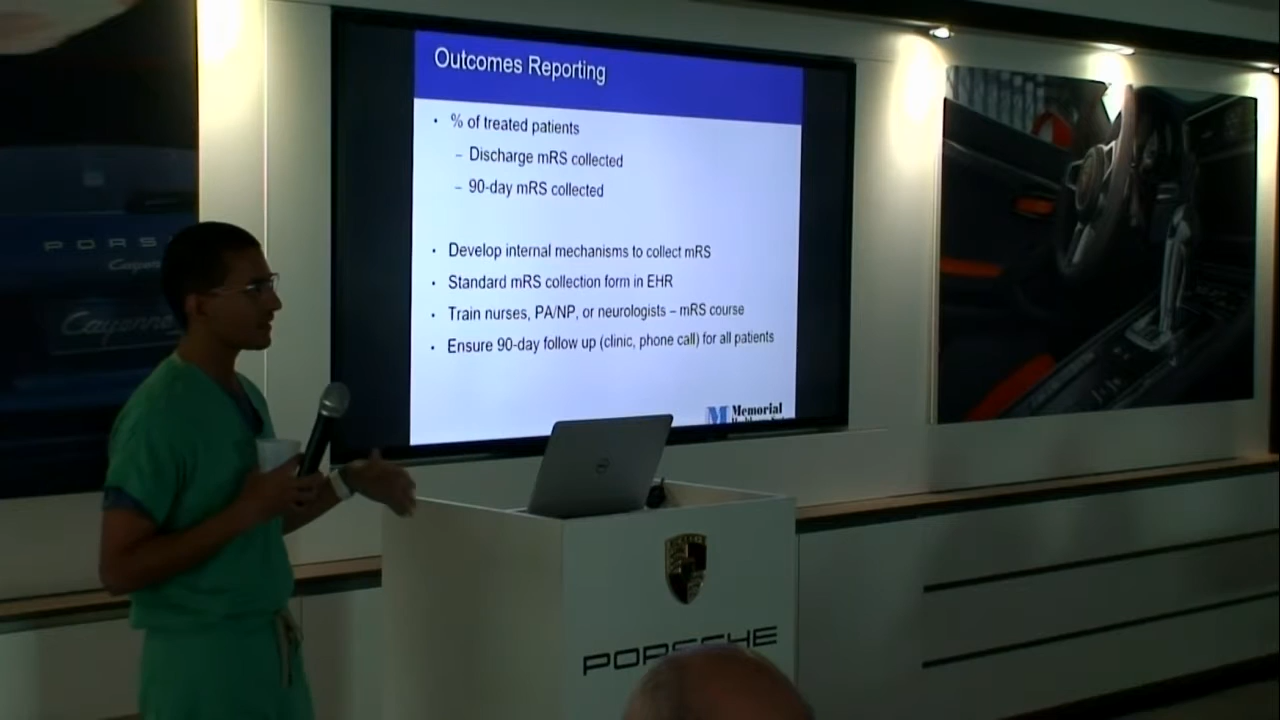 Outcomes Reporting
• % of treated patients
– Discharge mRS collected
– 90-day mRS collected
• Develop internal mechanisms to collect mRS
• Standard mRS collection form in EHR
• Train nurses, PA/NP, or neurologists – mRS course
• Ensure 90-day follow up (clinic, phone call) for all patients
Memorial
PORS
Cayenne
DELL
PORSCHE